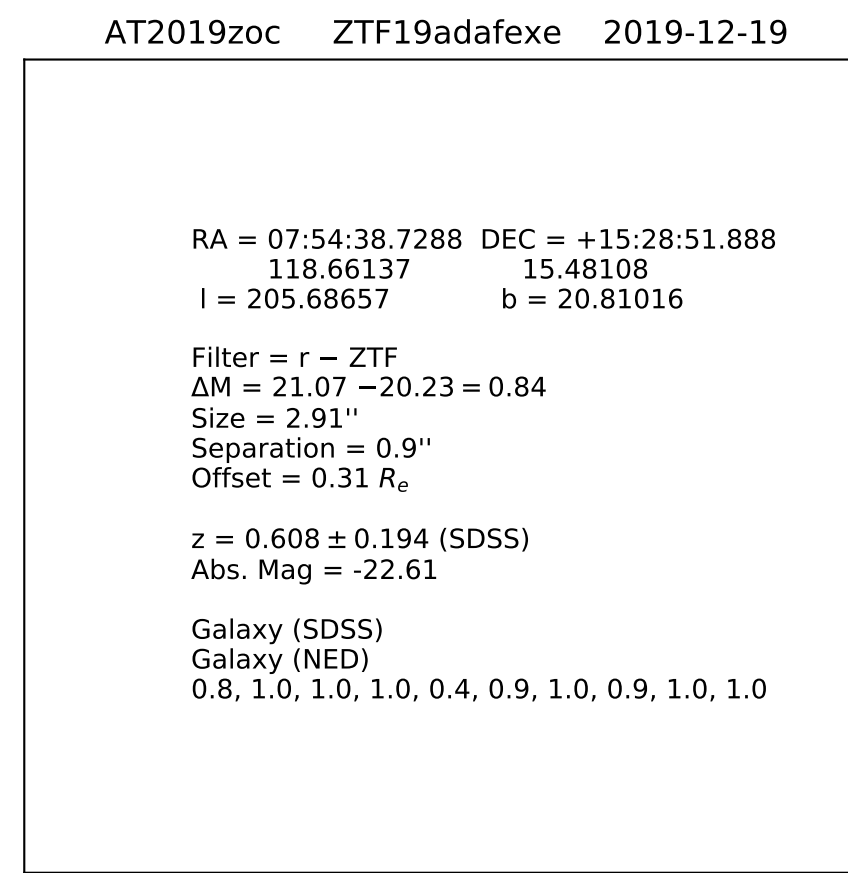 AT2019zoc ZTF19adafexe 2019-12-19
RA = 07:54:38.7288 DEC = +15:28:51.888
118.66137 15.48108
l = 205.68657 b = 20.81016
Filter = r − ZTF
ΔM = 21.07 −20.23 = 0.84
Size = 2.91''
Separation = 0.9''
Offset = 0.31 Re
z = 0.608 ± 0.194 (SDSS)
Abs. Mag = -22.61
Galaxy (SDSS)
Galaxy (NED)
0.8, 1.0, 1.0, 1.0, 0.4, 0.9, 1.0, 0.9, 1.0, 1.0